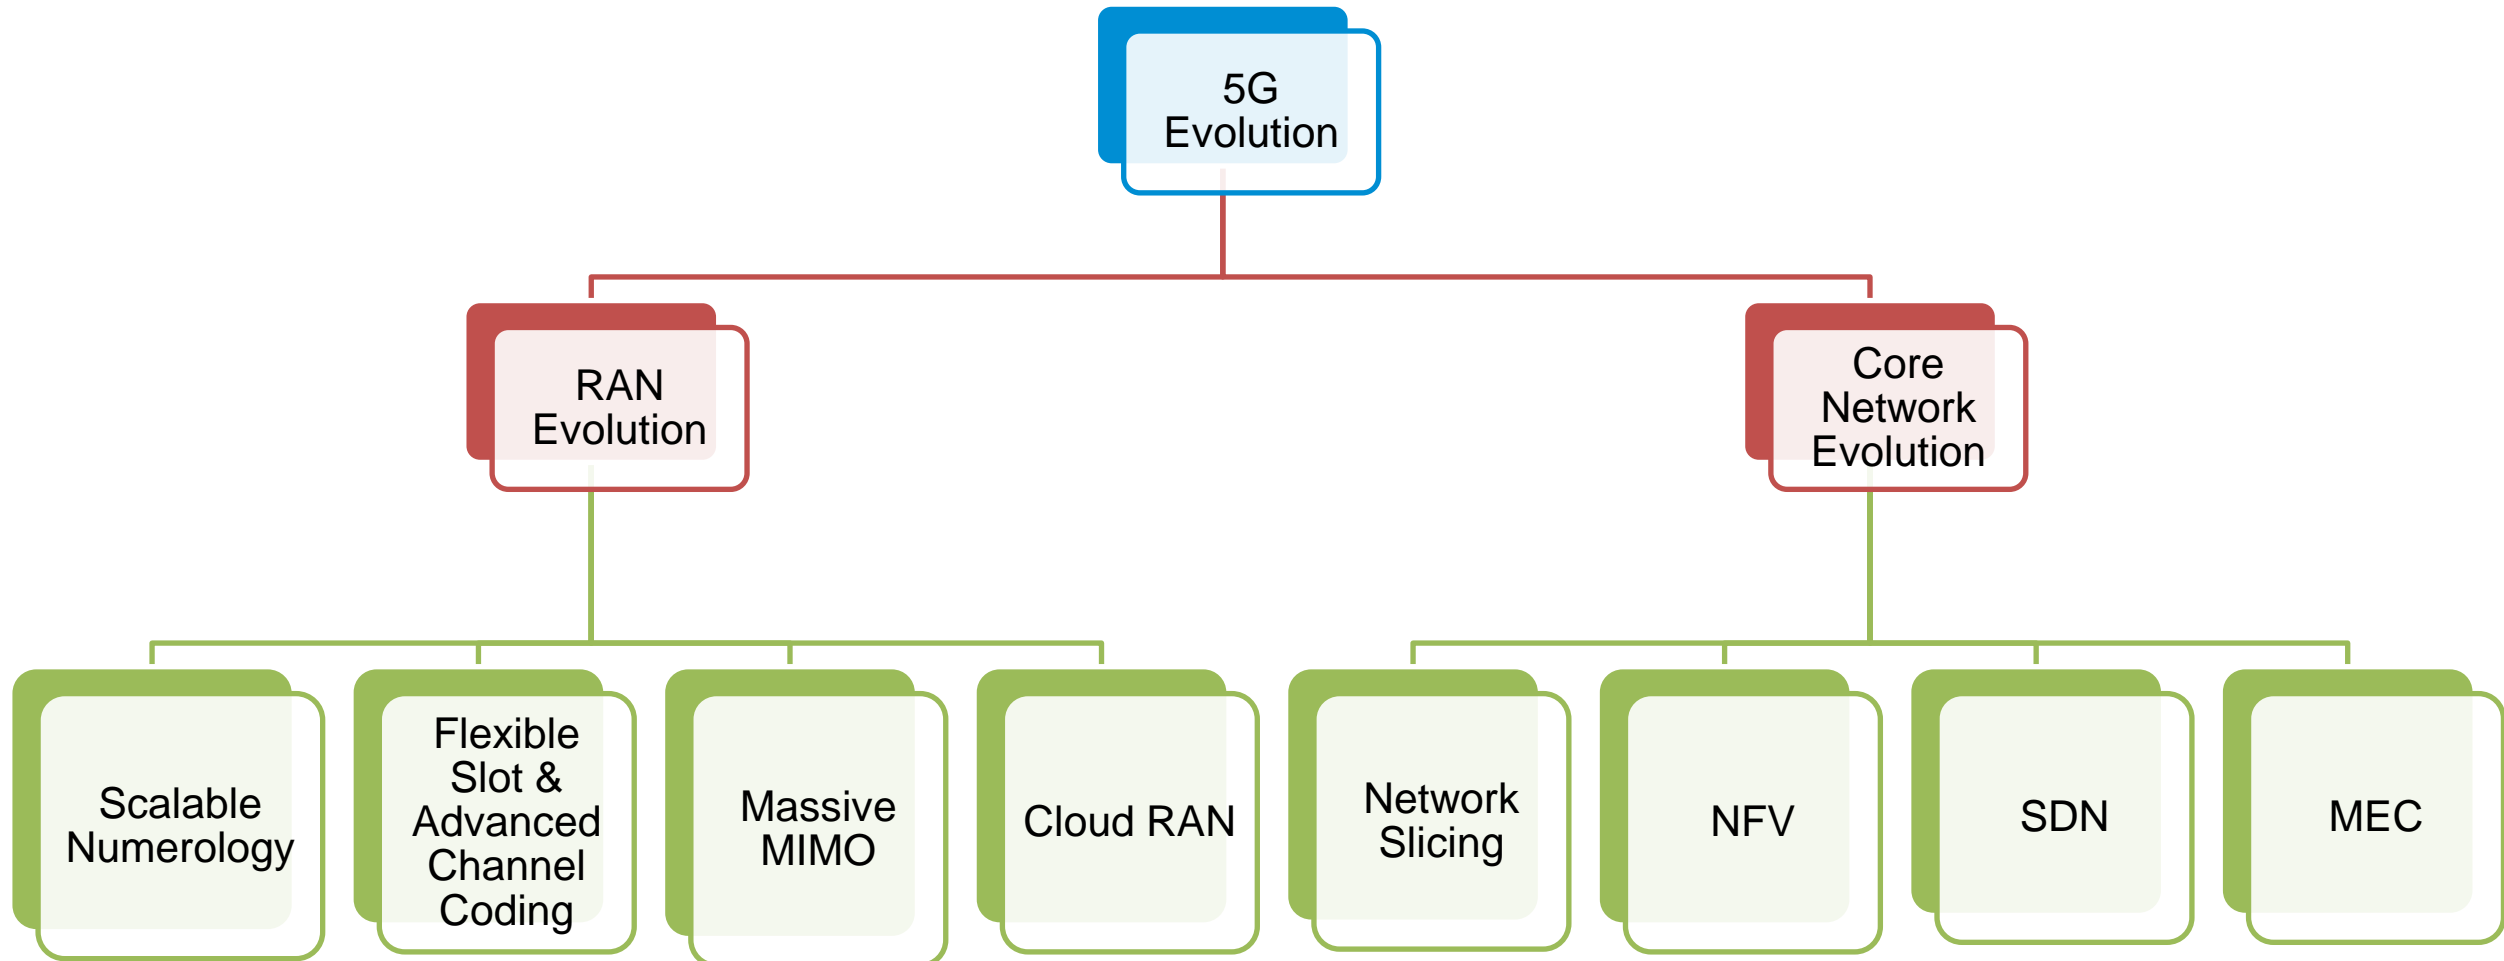 5G
Evolution
RAN
Evolution
Core
Network
Evolution
Scalable
Numerology
Flexible
Slot &
Advanced
Channel
Coding
Massive
MIMO
Cloud RAN
Network
Slicing
NFV
SDN
MEC